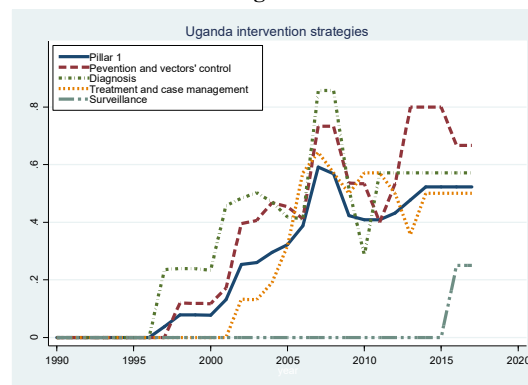 Uganda intervention strategies
Pillar 1
Pevention and vectors' control
Diagnosis
Treatment and case management
Surveillance
.8
.6
.4
.2
0
1990 1995 2000 2005 2010 2015 2020
year